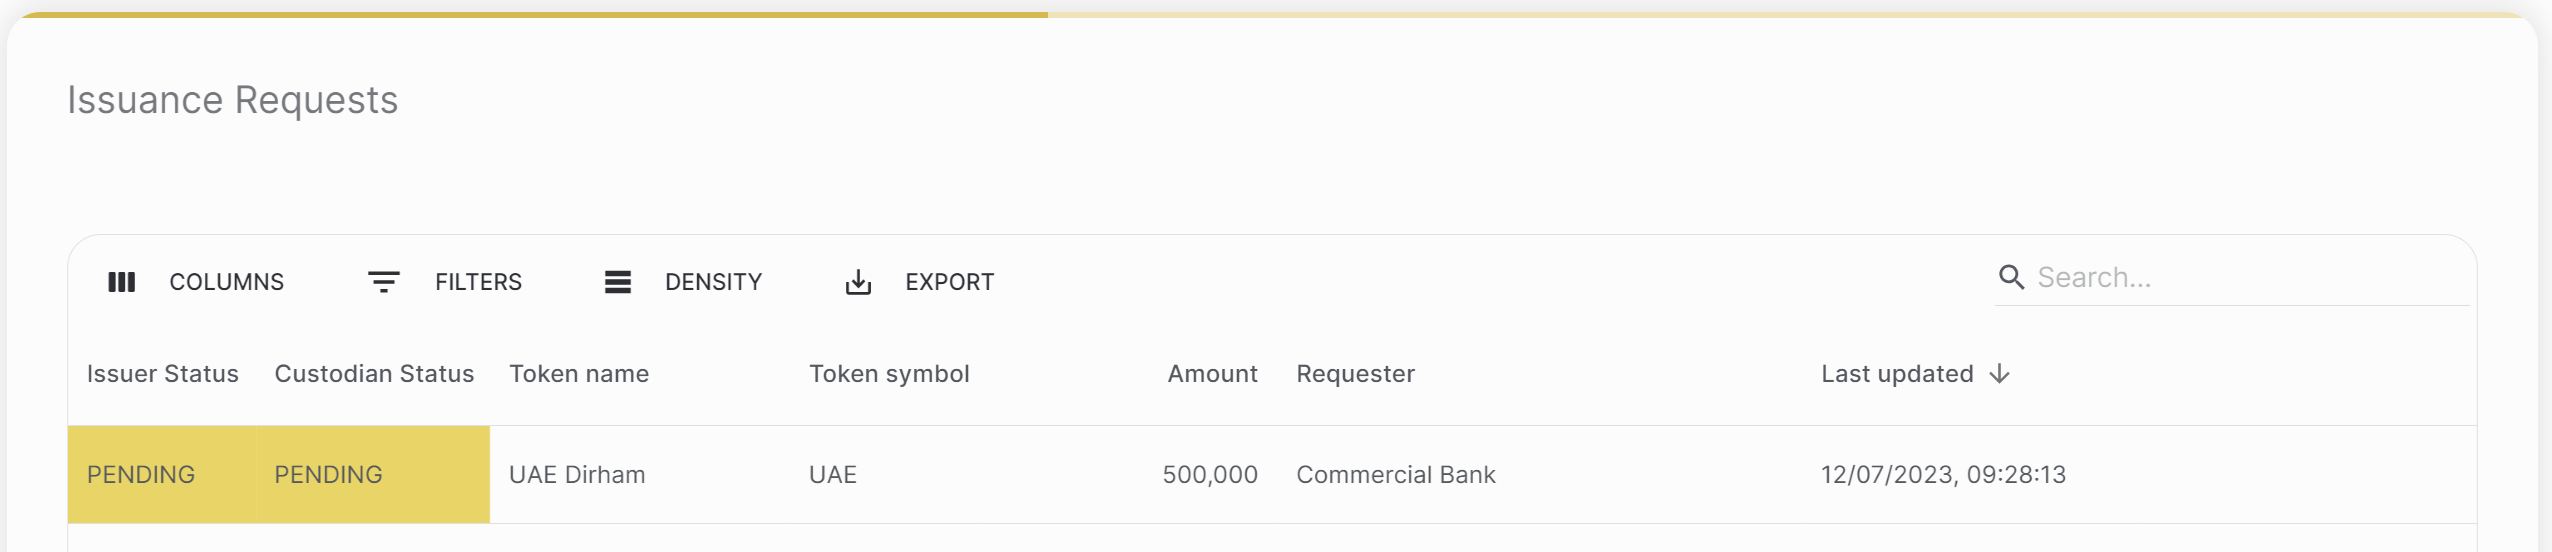 Issuance Requests
COLUMNS FILTERS DENSITY EXPORT Search...
Issuer Status Custodian Status Token name Token symbol Amount Requester Last updated
PENDING PENDING UAE Dirham UAE 500,000 Commercial Bank 12/07/2023, 09:28:13